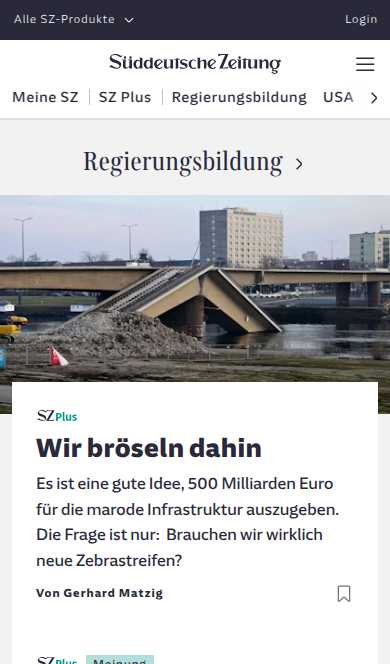 Alle SZ-Produkte
Login
Süddeutsche Zeitung
Meine SZ
SZ Plus
Regierungsbildung
USA
Regierungsbildung
SZ Plus
Wir bröseln dahin
Es ist eine gute Idee, 500 Milliarden Euro
für die marode Infrastruktur auszugeben.
Die Frage ist nur: Brauchen wir wirklich
neue Zebrastreifen?
Von Gerhard Matzig
SZ Plus
Meinung